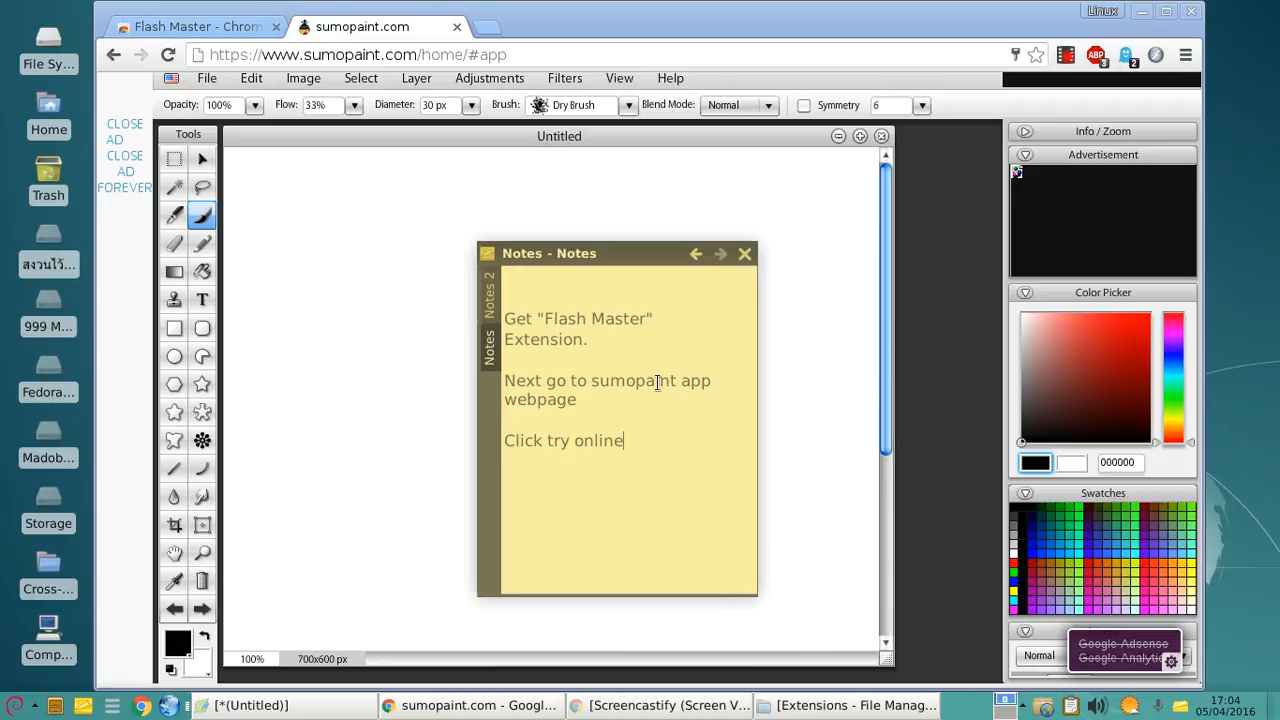 Linux
Flash Master - Chrom
sumopaint.com
https://www.sumopaint.com/home/#app
File Edit Image Select Layer Adjustments Filters View Help
Opacity: 100% Flow: 33% Diameter: 30 px Brush: Dry Brush Blend Mode: Normal Symmetry 6
CLOSE
AD
CLOSE
AD
FOREVER
Tools
Untitled
Info / Zoom
Advertisement
Notes - Notes
Notes 2
Notes
Get "Flash Master"
Extension.
Next go to sumopaint app
webpage
Click try online
Color Picker
000000
Swatches
Normal
Google Adsense
Google Analytic
100% 700x600 px
File Sy...
Home
Trash
สงวนไว้...
999 M...
Fedora...
Madob...
Storage
Cross-...
Comp...
ABP
3
2
[*(Untitled)]
sumopaint.com - Googl...
[Screencastify (Screen V...
[Extensions - File Manag...
17:04
05/04/2016